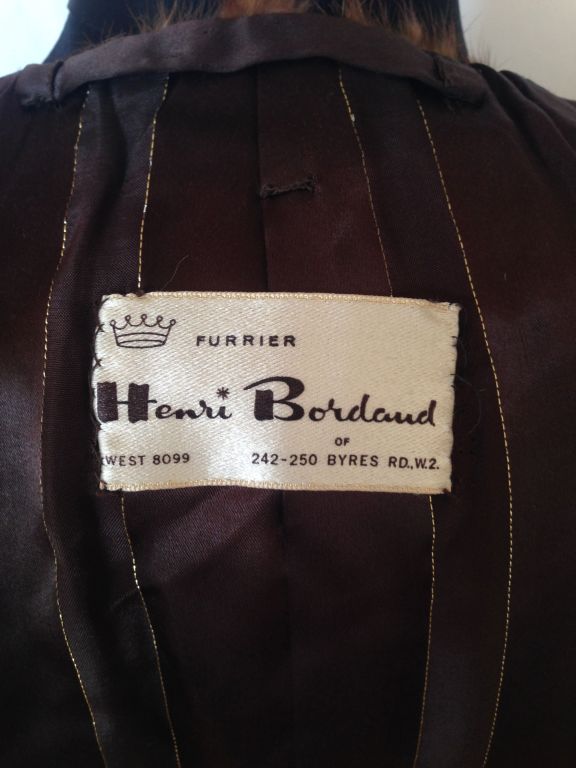 FURRIER
Henri Bordaud
OF
WEST 8099 242-250 BYRES RD., W.2.